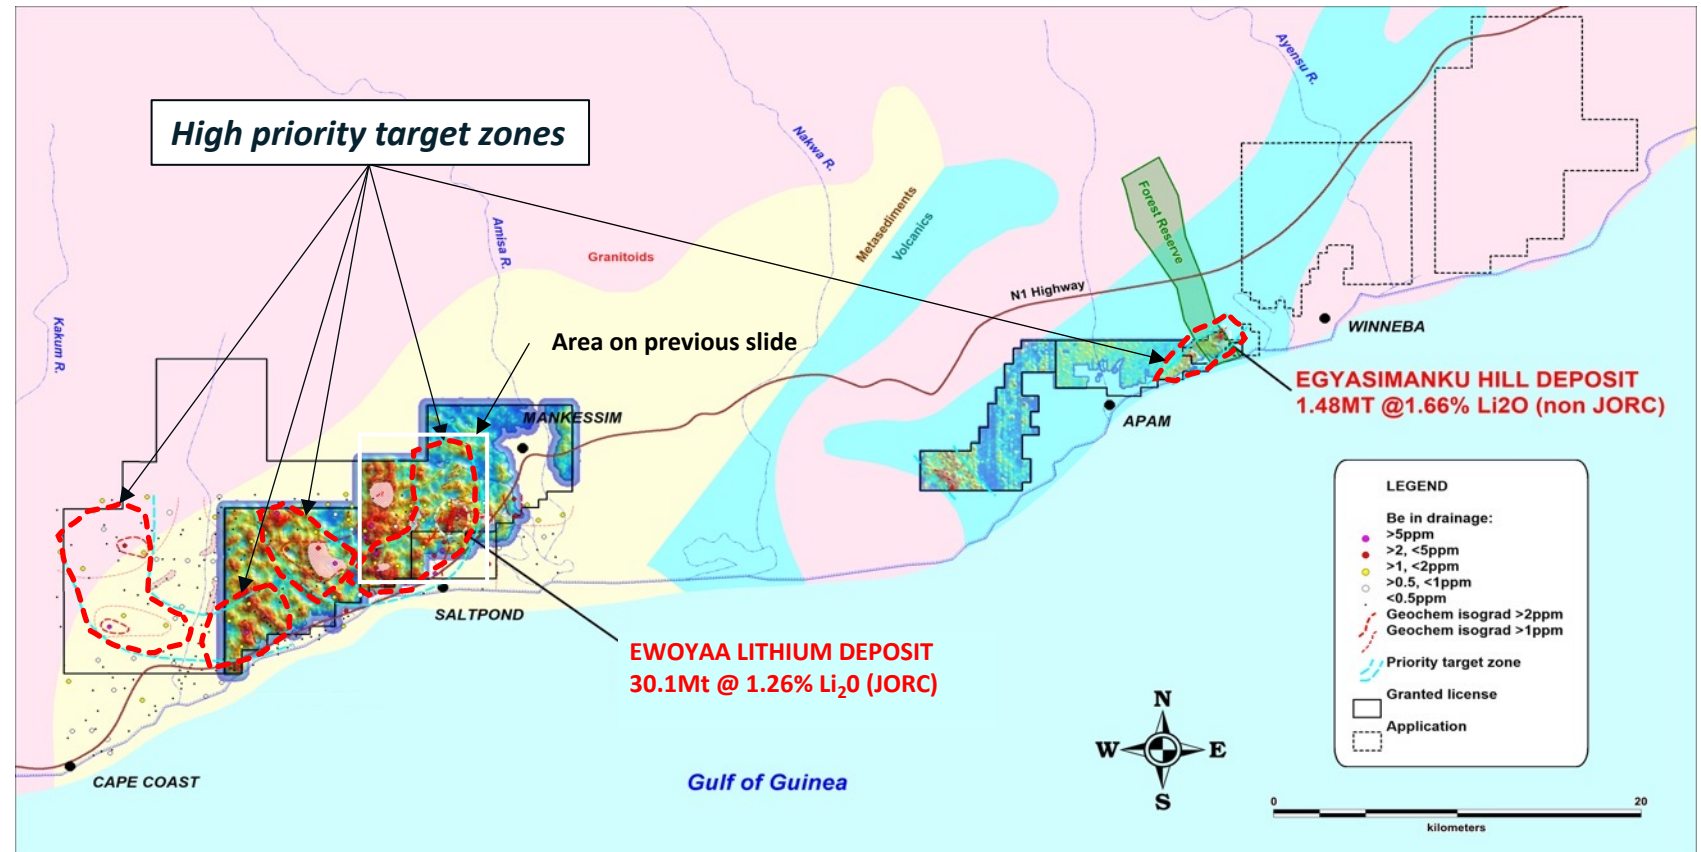 High priority target zones
Ayensu R.
Nakwa R.
Amisa R.
Kakum R.
Metasediments
Volcanics
Granitoids
Forest Reserve
N1 Highway
Area on previous slide
WINNEBA
MANKESSIM
APAM
EGYASIMANKU HILL DEPOSIT
1.48MT @1.66% Li2O (non JORC)
SALTPOND
EWOYAA LITHIUM DEPOSIT
30.1Mt @ 1.26% Li₂0 (JORC)
CAPE COAST
Gulf of Guinea
N
W E
S
LEGEND
Be in drainage:
>5ppm
>2, <5ppm
>1, <2ppm
>0.5, <1ppm
<0.5ppm
Geochem isograd >2ppm
Geochem isograd >1ppm
Priority target zone
Granted license
Application
0 20
kilometers